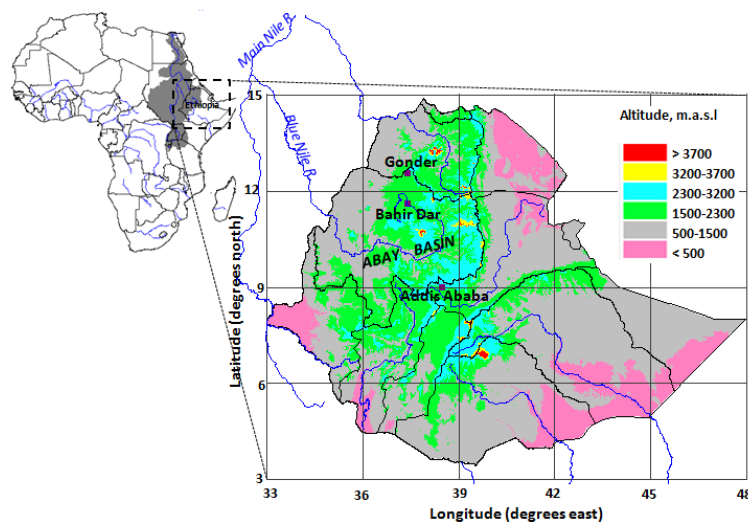 Main Nile R.
Ethiopia
Blue Nile R.
Altitude, m.a.s.l
> 3700
3200-3700
2300-3200
1500-2300
500-1500
< 500
Gonder
Bahir Dar
ABAY BASIN
Addis Ababa
15
12
9
6
3
Latitude (degrees north)
33
36
39
42
45
48
Longitude (degrees east)